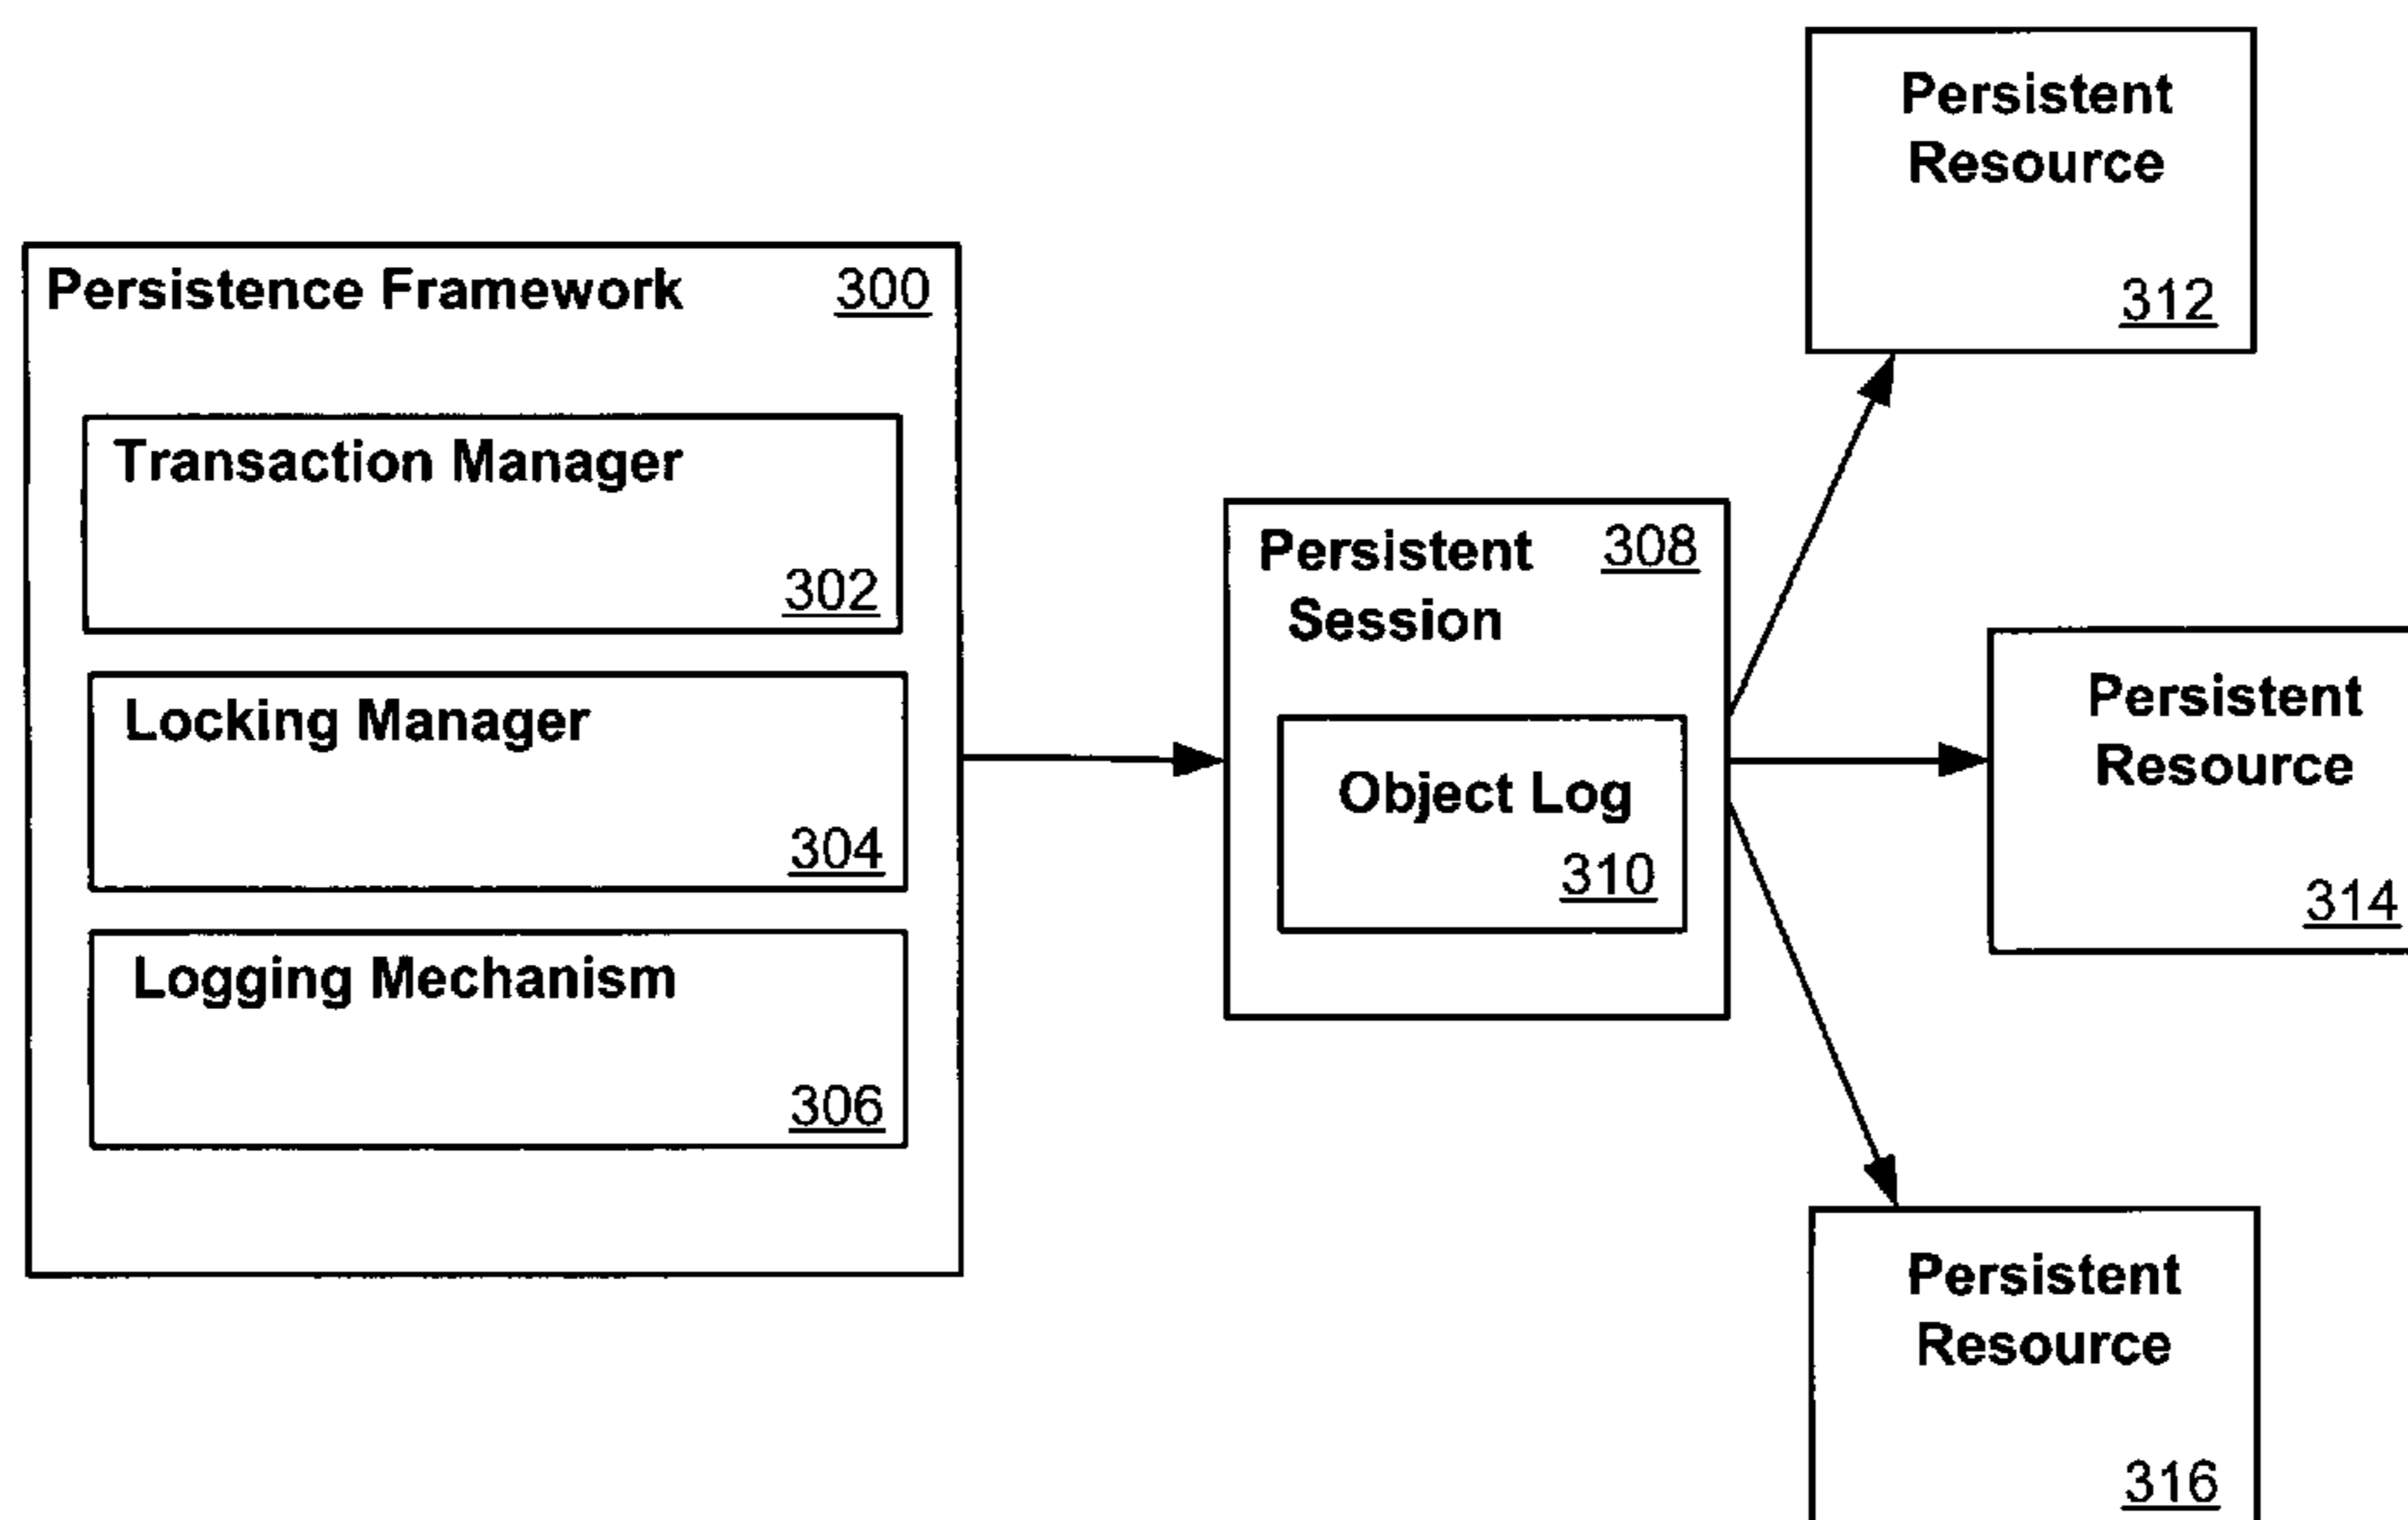 Persistence Framework 300
Transaction Manager
302
Locking Manager
304
Logging Mechanism
306
Persistent 308
Session
Object Log
310
Persistent
Resource
312
Persistent
Resource
314
Persistent
Resource
316